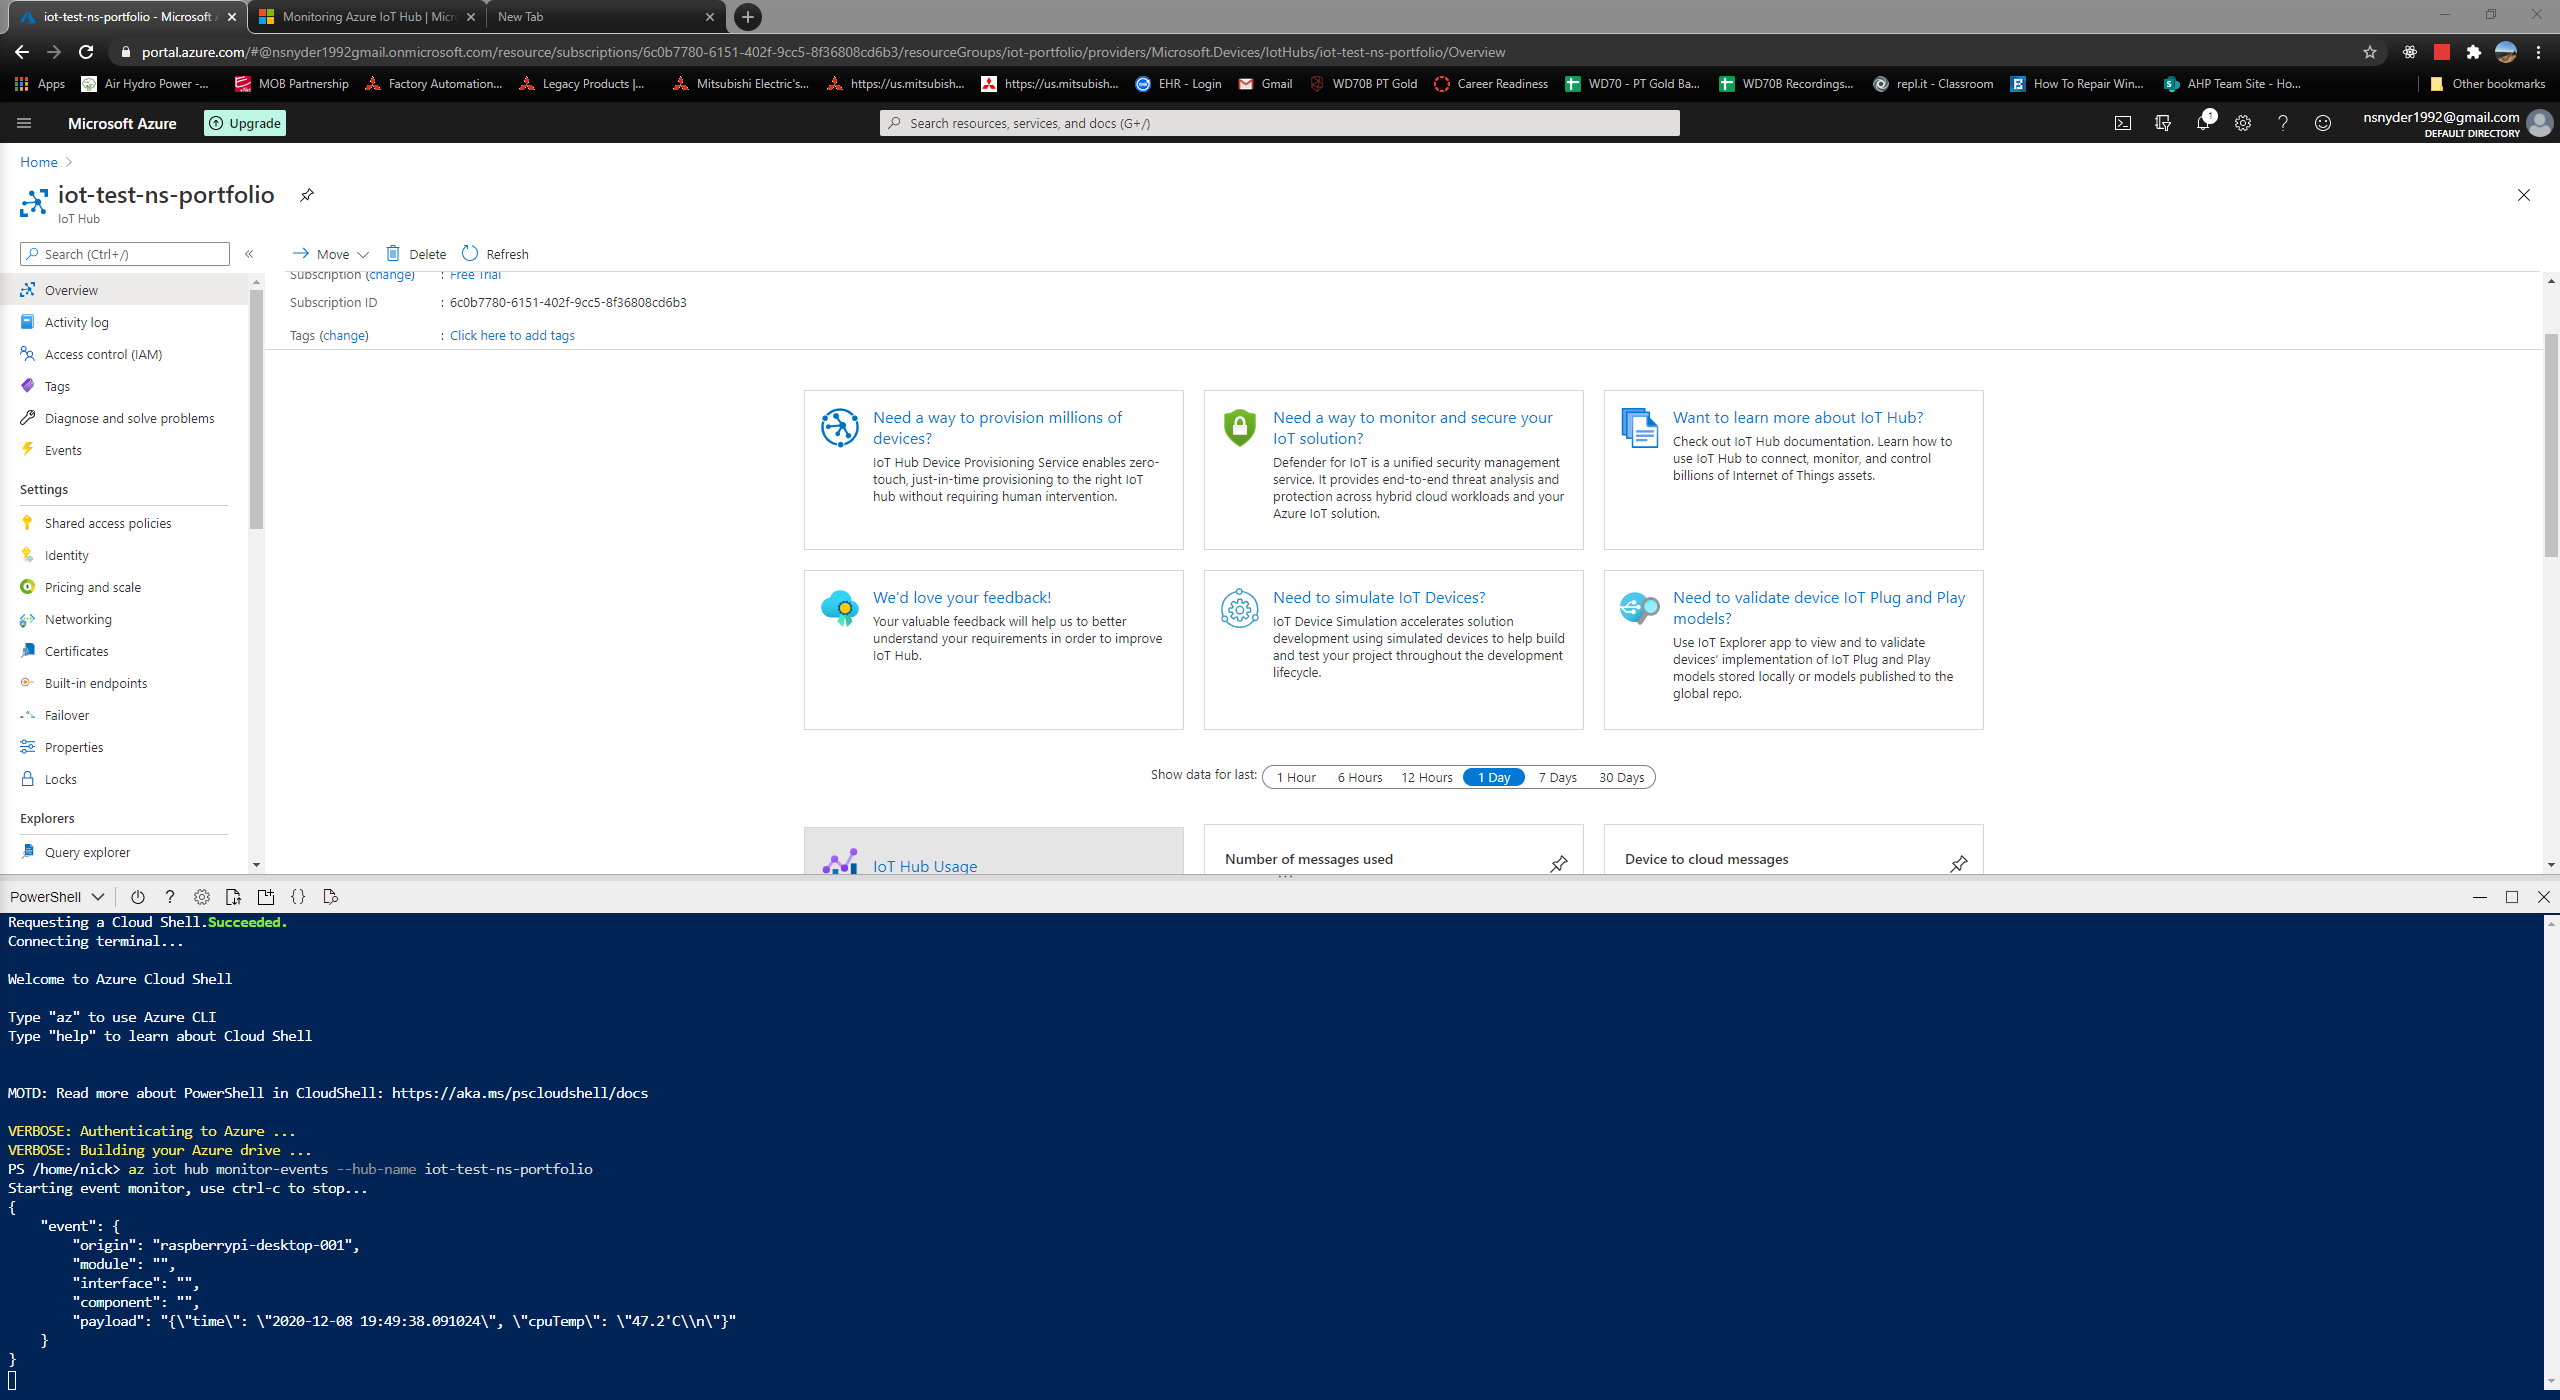 iot-test-ns-portfolio - Microsoft A
Monitoring Azure IoT Hub | Micro
New Tab
portal.azure.com/#@nsnyder1992gmail.onmicrosoft.com/resource/subscriptions/6c0b7780-6151-402f-9cc5-8f36808cd6b3/resourceGroups/iot-portfolio/providers/Microsoft.Devices/IotHubs/iot-test-ns-portfolio/Overview
Apps
Air Hydro Power -...
MOB Partnership
Factory Automation...
Legacy Products |...
Mitsubishi Electric's...
https://us.mitsubish...
https://us.mitsubish...
EHR - Login
Gmail
WD70B PT Gold
Career Readiness
WD70 - PT Gold Ba...
WD70B Recordings...
repl.it - Classroom
How To Repair Win...
AHP Team Site - Ho...
Other bookmarks
Microsoft Azure
Upgrade
Search resources, services, and docs (G+/)
1
nsnyder1992@gmail.com
DEFAULT DIRECTORY
Home
iot-test-ns-portfolio
IoT Hub
Search (Ctrl+/)
Move
Delete
Refresh
Overview
Activity log
Access control (IAM)
Tags
Diagnose and solve problems
Events
Settings
Shared access policies
Identity
Pricing and scale
Networking
Certificates
Built-in endpoints
Failover
Properties
Locks
Explorers
Query explorer
Subscription (change) : Free Trial
Subscription ID : 6c0b7780-6151-402f-9cc5-8f36808cd6b3
Tags (change) : Click here to add tags
Need a way to provision millions of
devices?
IoT Hub Device Provisioning Service enables zero-
touch, just-in-time provisioning to the right IoT
hub without requiring human intervention.
Need a way to monitor and secure your
IoT solution?
Defender for IoT is a unified security management
service. It provides end-to-end threat analysis and
protection across hybrid cloud workloads and your
Azure IoT solution.
Want to learn more about IoT Hub?
Check out IoT Hub documentation. Learn how to
use IoT Hub to connect, monitor, and control
billions of Internet of Things assets.
We'd love your feedback!
Your valuable feedback will help us to better
understand your requirements in order to improve
IoT Hub.
Need to simulate IoT Devices?
IoT Device Simulation accelerates solution
development using simulated devices to help build
and test your project throughout the development
lifecycle.
Need to validate device IoT Plug and Play
models?
Use IoT Explorer app to view and to validate
devices' implementation of IoT Plug and Play
models stored locally or models published to the
global repo.
Show data for last: 1 Hour 6 Hours 12 Hours 1 Day 7 Days 30 Days
IoT Hub Usage
Number of messages used
Device to cloud messages
PowerShell
Requesting a Cloud Shell.Succeeded.
Connecting terminal...
Welcome to Azure Cloud Shell
Type "az" to use Azure CLI
Type "help" to learn about Cloud Shell
MOTD: Read more about PowerShell in CloudShell: https://aka.ms/pscloudshell/docs
VERBOSE: Authenticating to Azure ...
VERBOSE: Building your Azure drive ...
PS /home/nick> az iot hub monitor-events --hub-name iot-test-ns-portfolio
Starting event monitor, use ctrl-c to stop...
{
"event": {
"origin": "raspberrypi-desktop-001",
"module": "",
"interface": "",
"component": "",
"payload": "{\"time\": \"2020-12-08 19:49:38.091024\", \"cpuTemp\": \"47.2'C\\n\"}"
}
}